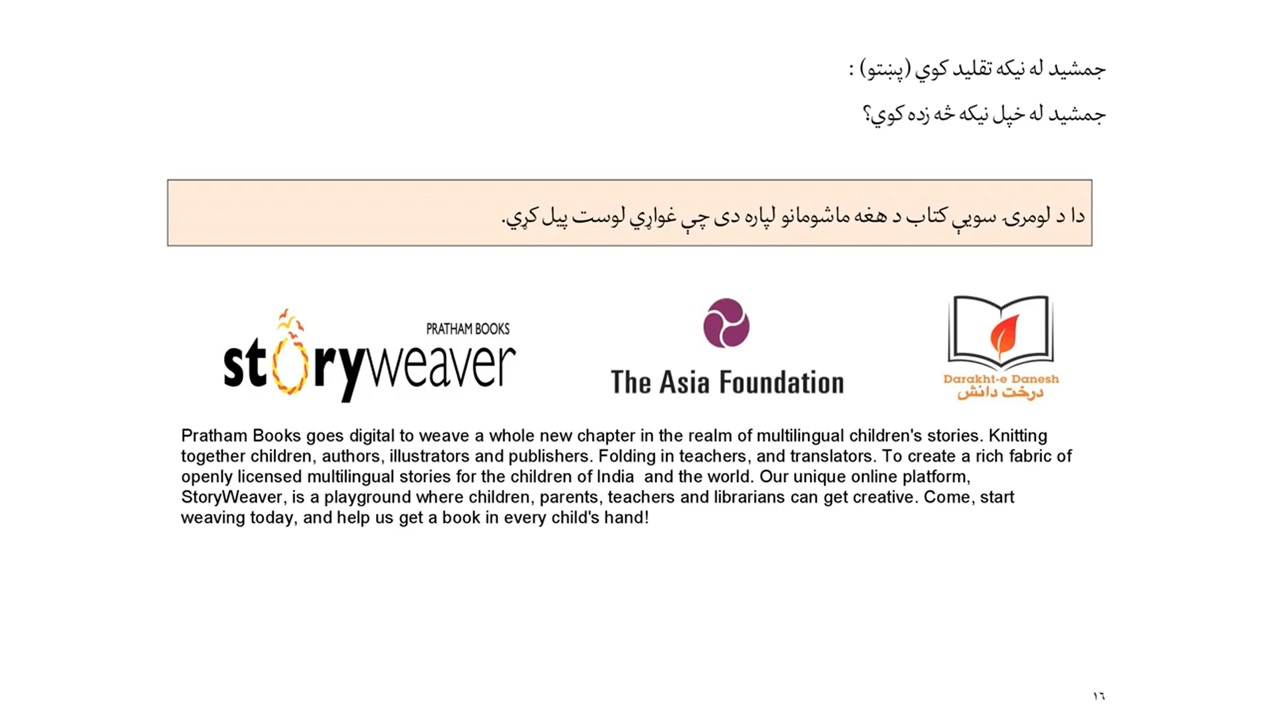 جمشید له نیکه تقلید کوي (پښتو) :
جمشید له خپل نیکه څه زده کوي؟
دا د لومړۍ سویې کتاب د هغه ماشومانو لپاره دی چې غواړي لوست پیل کړي.
PRATHAM BOOKS
storyweaver
The Asia Foundation
Darakht-e Danesh
درخت دانش
Pratham Books goes digital to weave a whole new chapter in the realm of multilingual children's stories. Knitting
together children, authors, illustrators and publishers. Folding in teachers, and translators. To create a rich fabric of
openly licensed multilingual stories for the children of India  and the world. Our unique online platform,
StoryWeaver, is a playground where children, parents, teachers and librarians can get creative. Come, start
weaving today, and help us get a book in every child's hand!
١٦